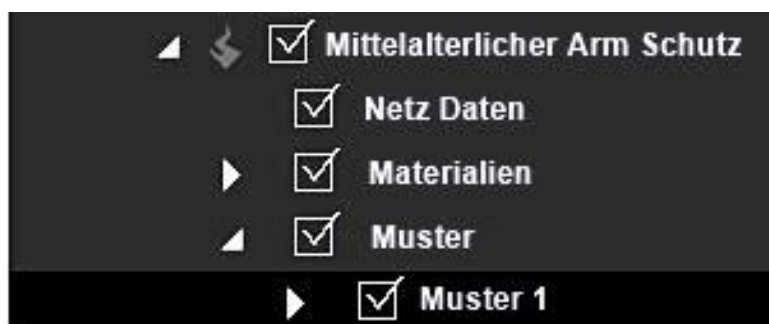 Mittelalterlicher Arm Schutz
Netz Daten
Materialien
Muster
Muster 1